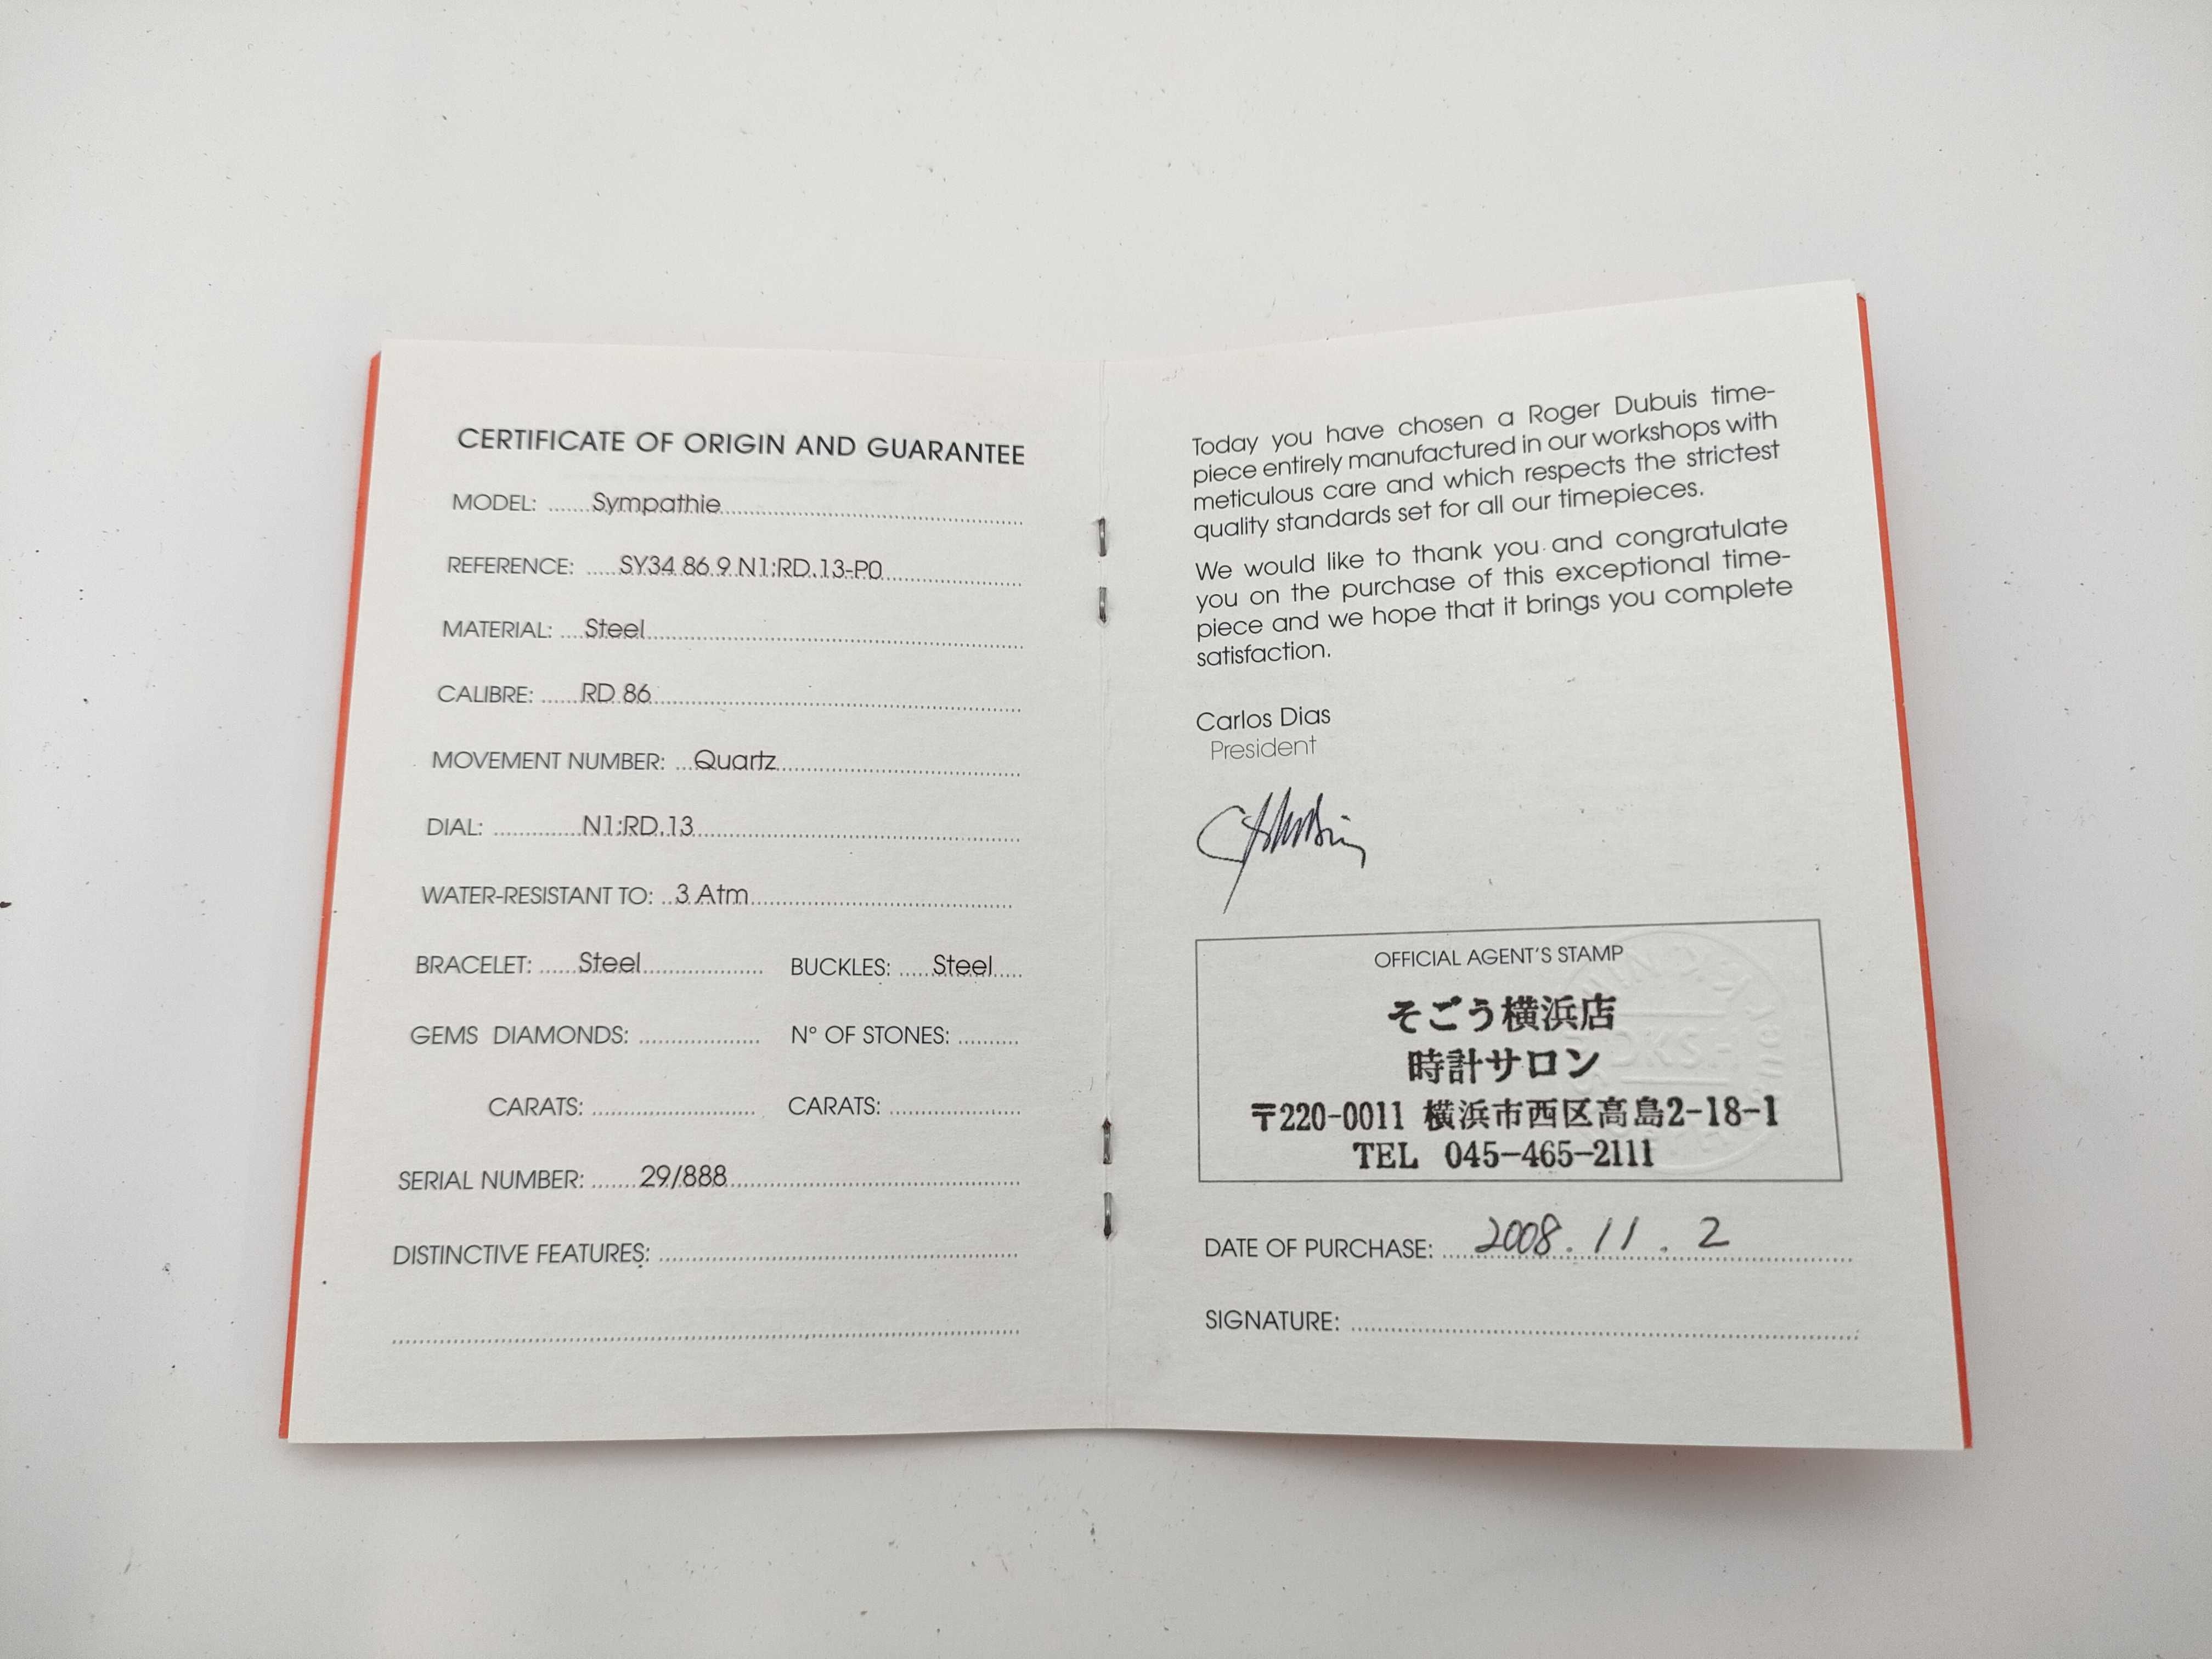 CERTIFICATE OF ORIGIN AND GUARANTEE
MODEL: Sympathie
REFERENCE: SY34 86 9 N1:RD.13-P0
MATERIAL: Steel
CALIBRE: RD 86
MOVEMENT NUMBER: Quartz
DIAL: N1:RD.13
WATER-RESISTANT TO: 3 Atm
BRACELET: Steel BUCKLES: Steel
GEMS DIAMONDS: N° OF STONES:
CARATS: CARATS:
SERIAL NUMBER: 29/888
DISTINCTIVE FEATURES:
Today you have chosen a Roger Dubuis time-
piece entirely manufactured in our workshops with
meticulous care and which respects the strictest
quality standards set for all our timepieces.
We would like to thank you and congratulate
you on the purchase of this exceptional time-
piece and we hope that it brings you complete
satisfaction.
Carlos Dias
President
OFFICIAL AGENT'S STAMP
そごう横浜店
時計サロン
〒220-0011 横浜市西区高島2-18-1
TEL 045-465-2111
DKSH
DATE OF PURCHASE: 2008.11.2
SIGNATURE: